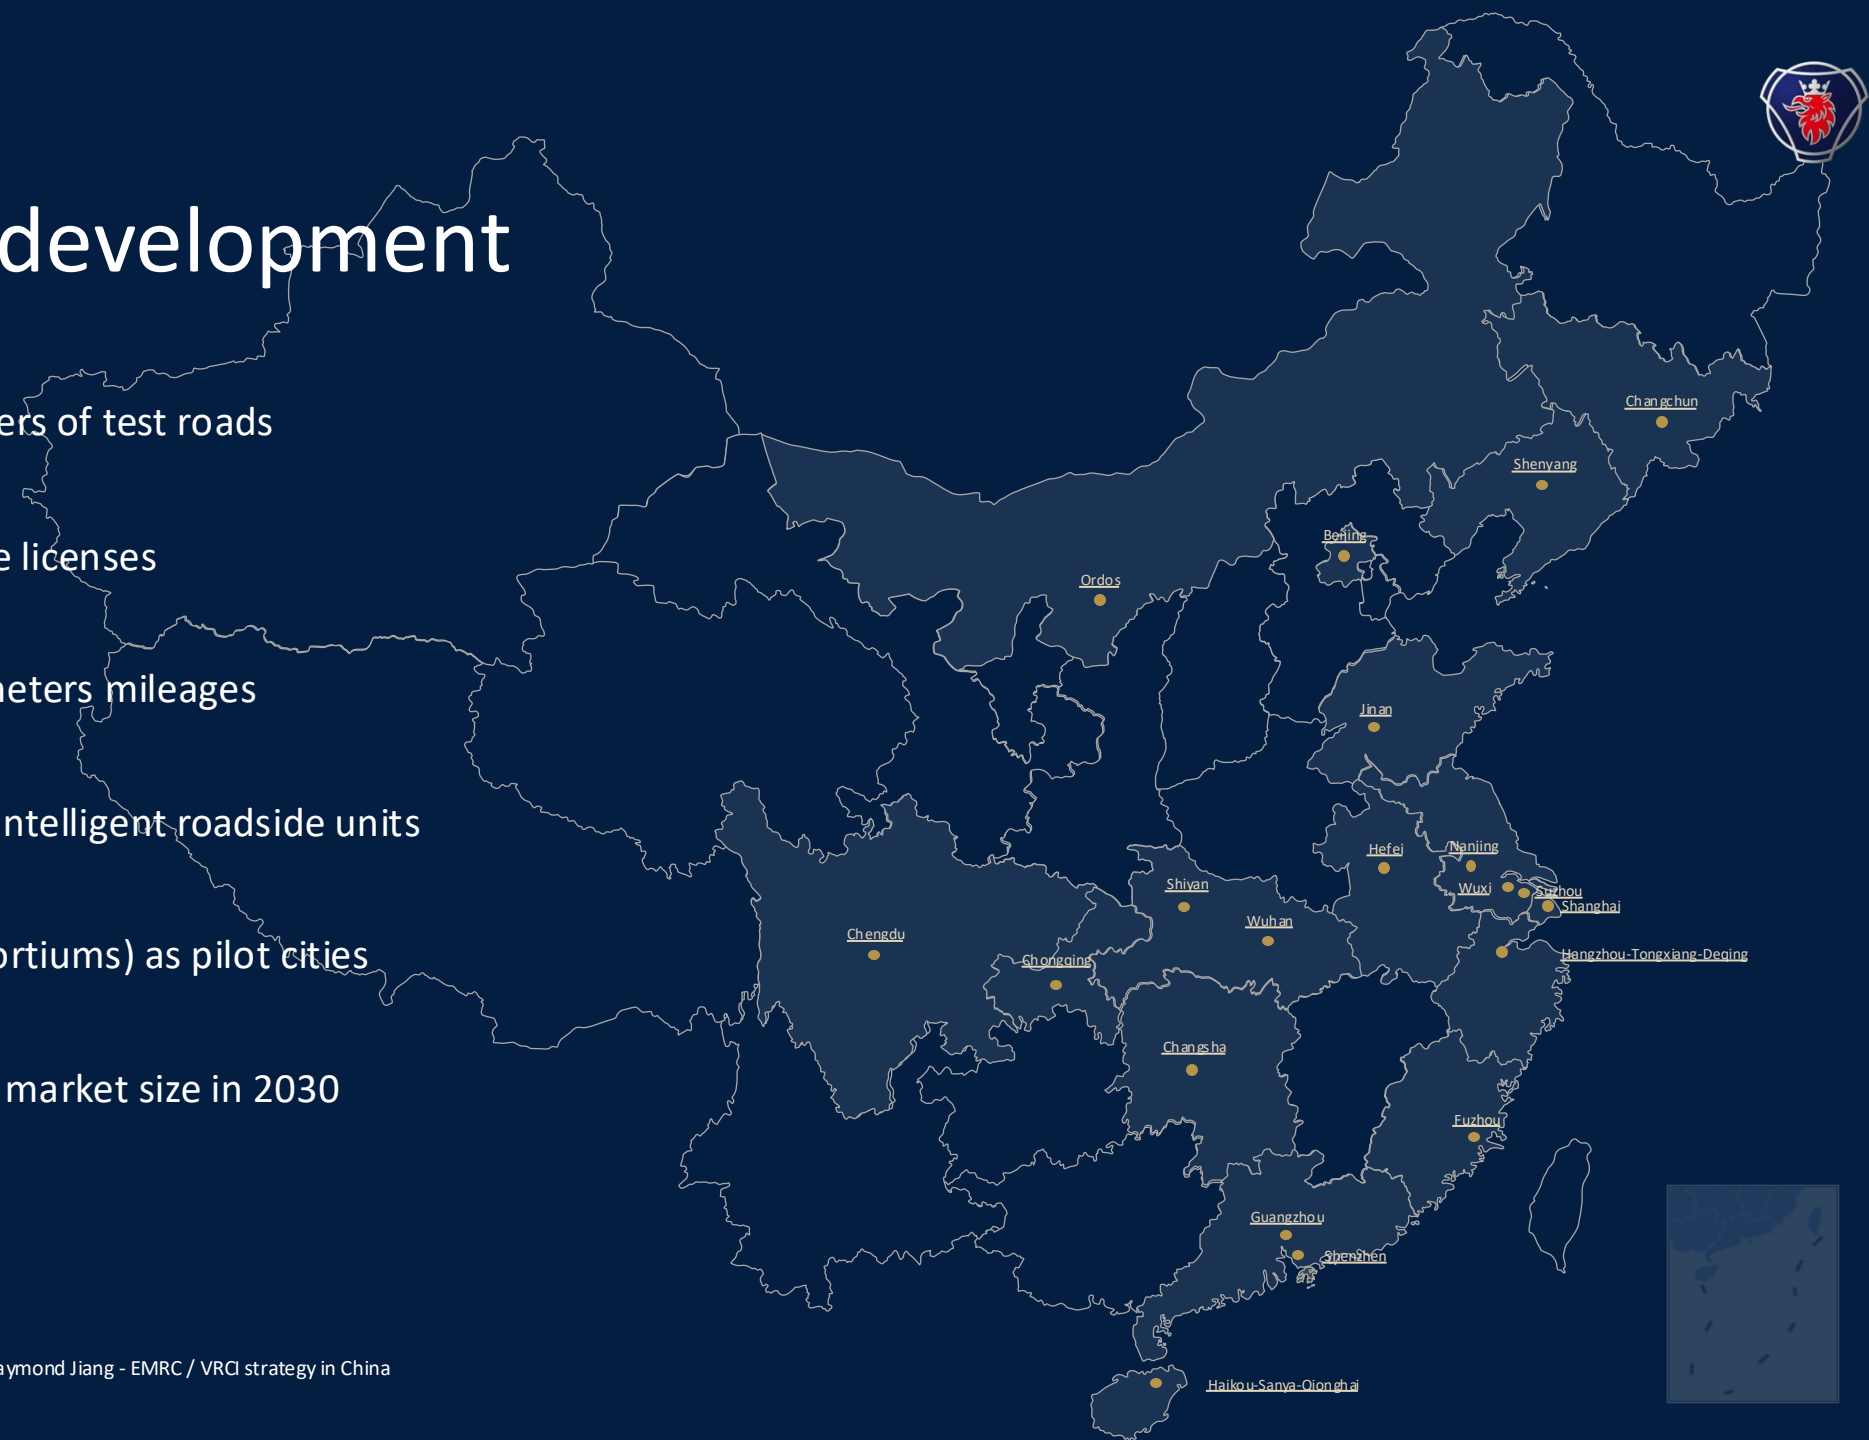 development
ers of test roads
e licenses
neters mileages
intelligent roadside units
ortiums) as pilot cities
market size in 2030
aymond Jiang - EMRC / VRCI strategy in China
Changchun
Shenyang
Beijing
Ordos
Jinan
Hefei
Nanjing
Wuxi
Suzhou
Shanghai
Shiyan
Wuhan
Chengdu
Chongqing
Hangzhou-Tongxiang-Deqing
Changsha
Fuzhou
Guangzhou
Shenzhen
Haikou-Sanya-Qionghai